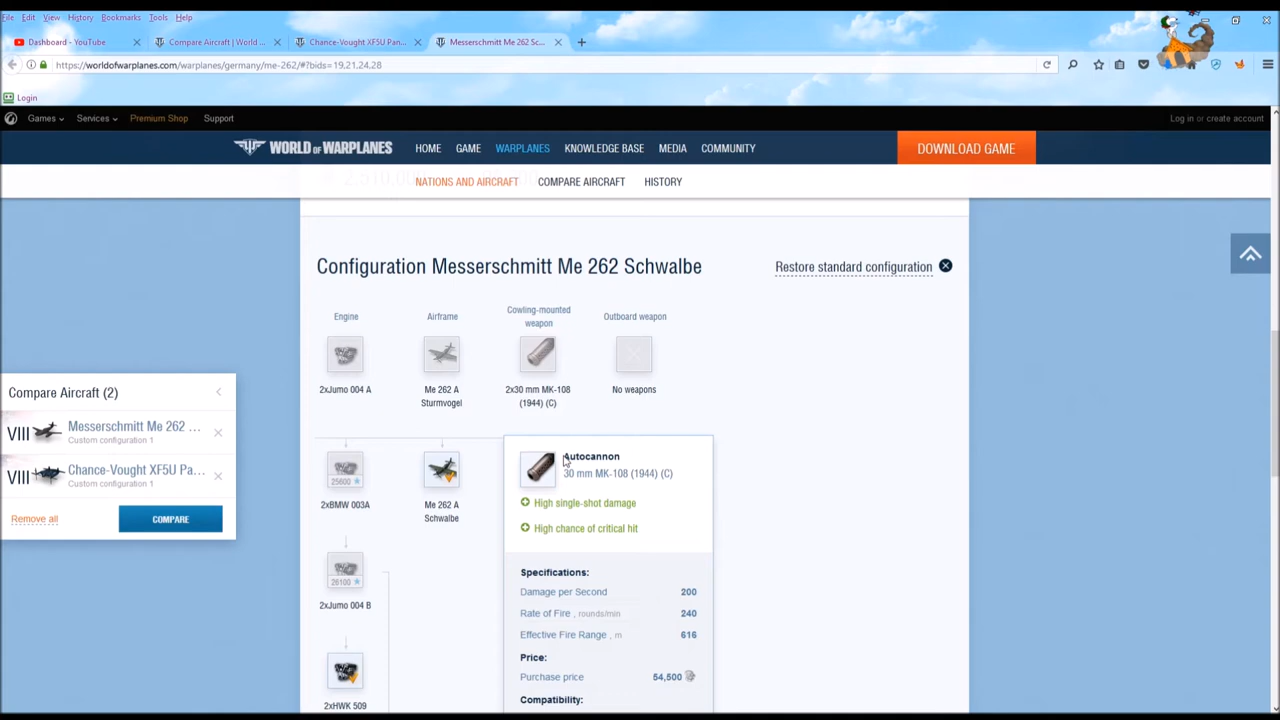 File Edit View History Bookmarks Tools Help
Dashboard - YouTube
Compare Aircraft | World ...
Chance-Vought XF5U Pan...
Messerschmitt Me 262 Sc...
https://worldofwarplanes.com/warplanes/germany/me-262/#?bids=19,21,24,28
Login
Games Services Premium Shop Support
Log in or create account
WORLD OF WARPLANES
HOME GAME WARPLANES KNOWLEDGE BASE MEDIA COMMUNITY
DOWNLOAD GAME
NATIONS AND AIRCRAFT COMPARE AIRCRAFT HISTORY
Configuration Messerschmitt Me 262 Schwalbe
Restore standard configuration
Engine
Airframe
Cowling-mounted
weapon
Outboard weapon
2xJumo 004 A
Me 262 A
Sturmvogel
2x30 mm MK-108
(1944) (C)
No weapons
Compare Aircraft (2)
VIII Messerschmitt Me 262 ...
Custom configuration 1
VIII Chance-Vought XF5U Pa...
Custom configuration 1
Remove all
COMPARE
25600
2xBMW 003A
Me 262 A
Schwalbe
26100
2xJumo 004 B
2xHWK 509
Autocannon
30 mm MK-108 (1944) (C)
High single-shot damage
High chance of critical hit
Specifications:
Damage per Second 200
Rate of Fire , rounds/min 240
Effective Fire Range , m 616
Price:
Purchase price 54,500
Compatibility: